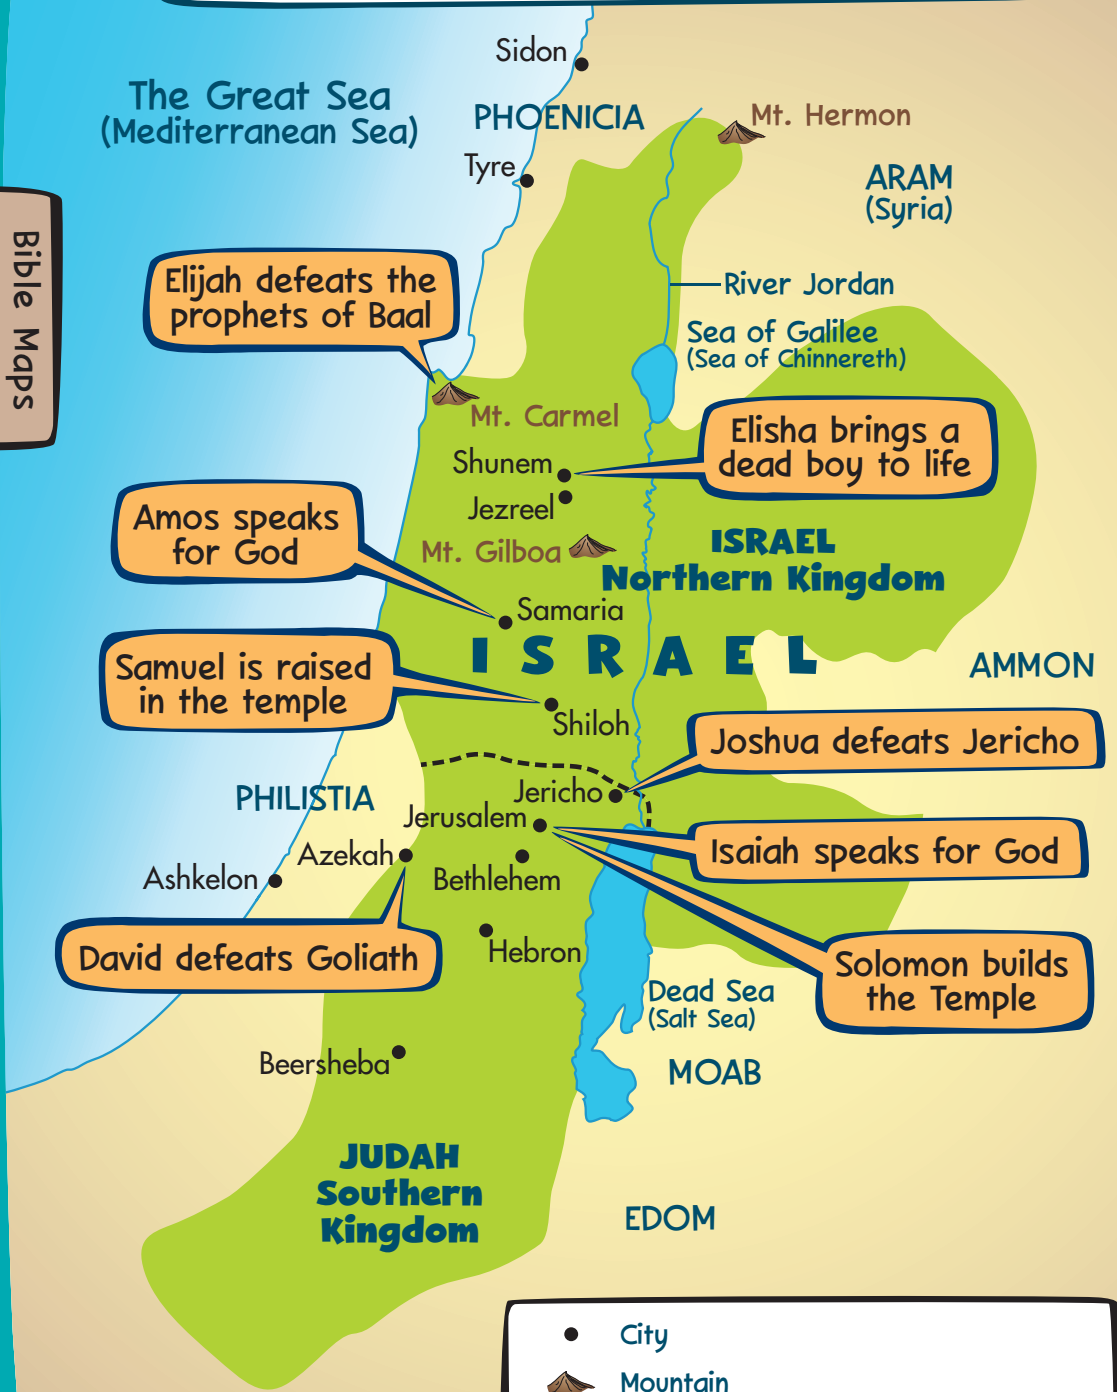 Sidon
The Great Sea
(Mediterranean Sea)
PHOENICIA
Mt. Hermon
Tyre
ARAM
(Syria)
Bible Maps
Elijah defeats the
prophets of Baal
River Jordan
Sea of Galilee
(Sea of Chinnereth)
Mt. Carmel
Elisha brings a
dead boy to life
Shunem
Jezreel
Amos speaks
for God
Mt. Gilboa
ISRAEL
Northern Kingdom
Samaria
ISRAEL
Samuel is raised
in the temple
AMMON
Shiloh
Joshua defeats Jericho
PHILISTIA
Jericho
Jerusalem
Isaiah speaks for God
Azekah
Ashkelon
Bethlehem
David defeats Goliath
Hebron
Solomon builds
the Temple
Dead Sea
(Salt Sea)
Beersheba
MOAB
JUDAH
Southern
Kingdom
EDOM
City
Mountain